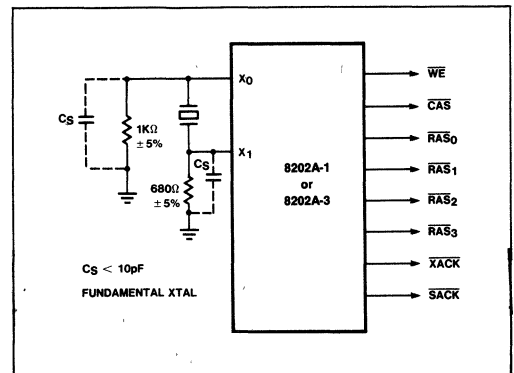 X0
WE
CS
1KΩ
±5%
CAS
RAS0
X1
CS
8202A-1
or
8202A-3
RAS1
680Ω
±5%
RAS2
RAS3
CS < 10pF
XACK
FUNDAMENTAL XTAL
SACK